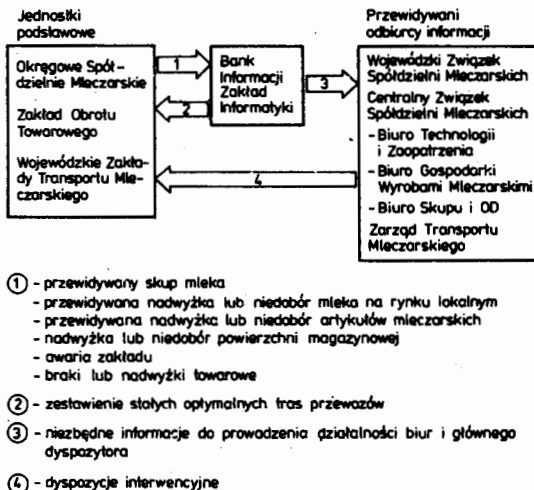 Jednostki
podstawowe
Okręgowe Spół-
dzielnie Mleczarskie
Zakład Obrotu
Towarowego
Wojewódzkie Zakła-
dy Transportu Mle-
czarskiego
1
2
Bank
Informacji
Zakład
Informatyki
3
4
Przewidywani
odbiurcy informacji
Wojewódzki Związek
Spółdzielni Mleczarskich
Centralny Związek
Spółdzielni Mleczarskich
- Biuro Technologii
i Zaopatrzenia
- Biuro Gospodarki
Wyrobami Mleczarskimi
- Biuro Skupu i OD
Zarząd Transportu
Mleczarskiego
1 - przewidywany skup mleka
- przewidywana nadwyżka lub niedobór mleka na rynku lokalnym
- przewidywana nadwyżka lub niedobór artykułów mleczarskich
- nadwyżka lub niedobór powierzchni magazynowej
- awaria zakładu
- braki lub nadwyżki towarowe
2 - zestawienie stałych optymalnych tras przewozów
3 - niezbędne informacje do prowadzenia działalności biur i głównego
dyspozytora
4 - dyspozycje interwencyjne